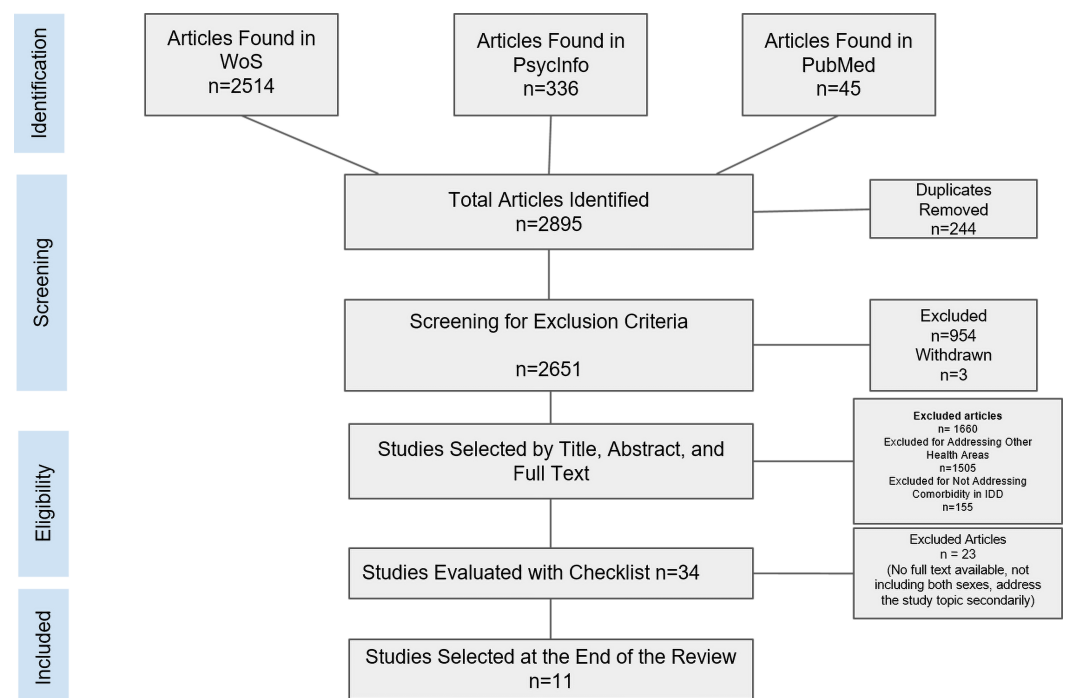 Identification
Articles Found in
WoS
n=2514
Articles Found in
PsycInfo
n=336
Articles Found in
PubMed
n=45
Screening
Total Articles Identified
n=2895
Duplicates
Removed
n=244
Screening for Exclusion Criteria
n=2651
Excluded
n=954
Withdrawn
n=3
Eligibility
Studies Selected by Title, Abstract, and
Full Text
Excluded articles
n= 1660
Excluded for Addressing Other
Health Areas
n=1505
Excluded for Not Addressing
Comorbidity in IDD
n=155
Studies Evaluated with Checklist n=34
Excluded Articles
n = 23
(No full text available, not
including both sexes, address
the study topic secondarily)
Included
Studies Selected at the End of the Review
n=11